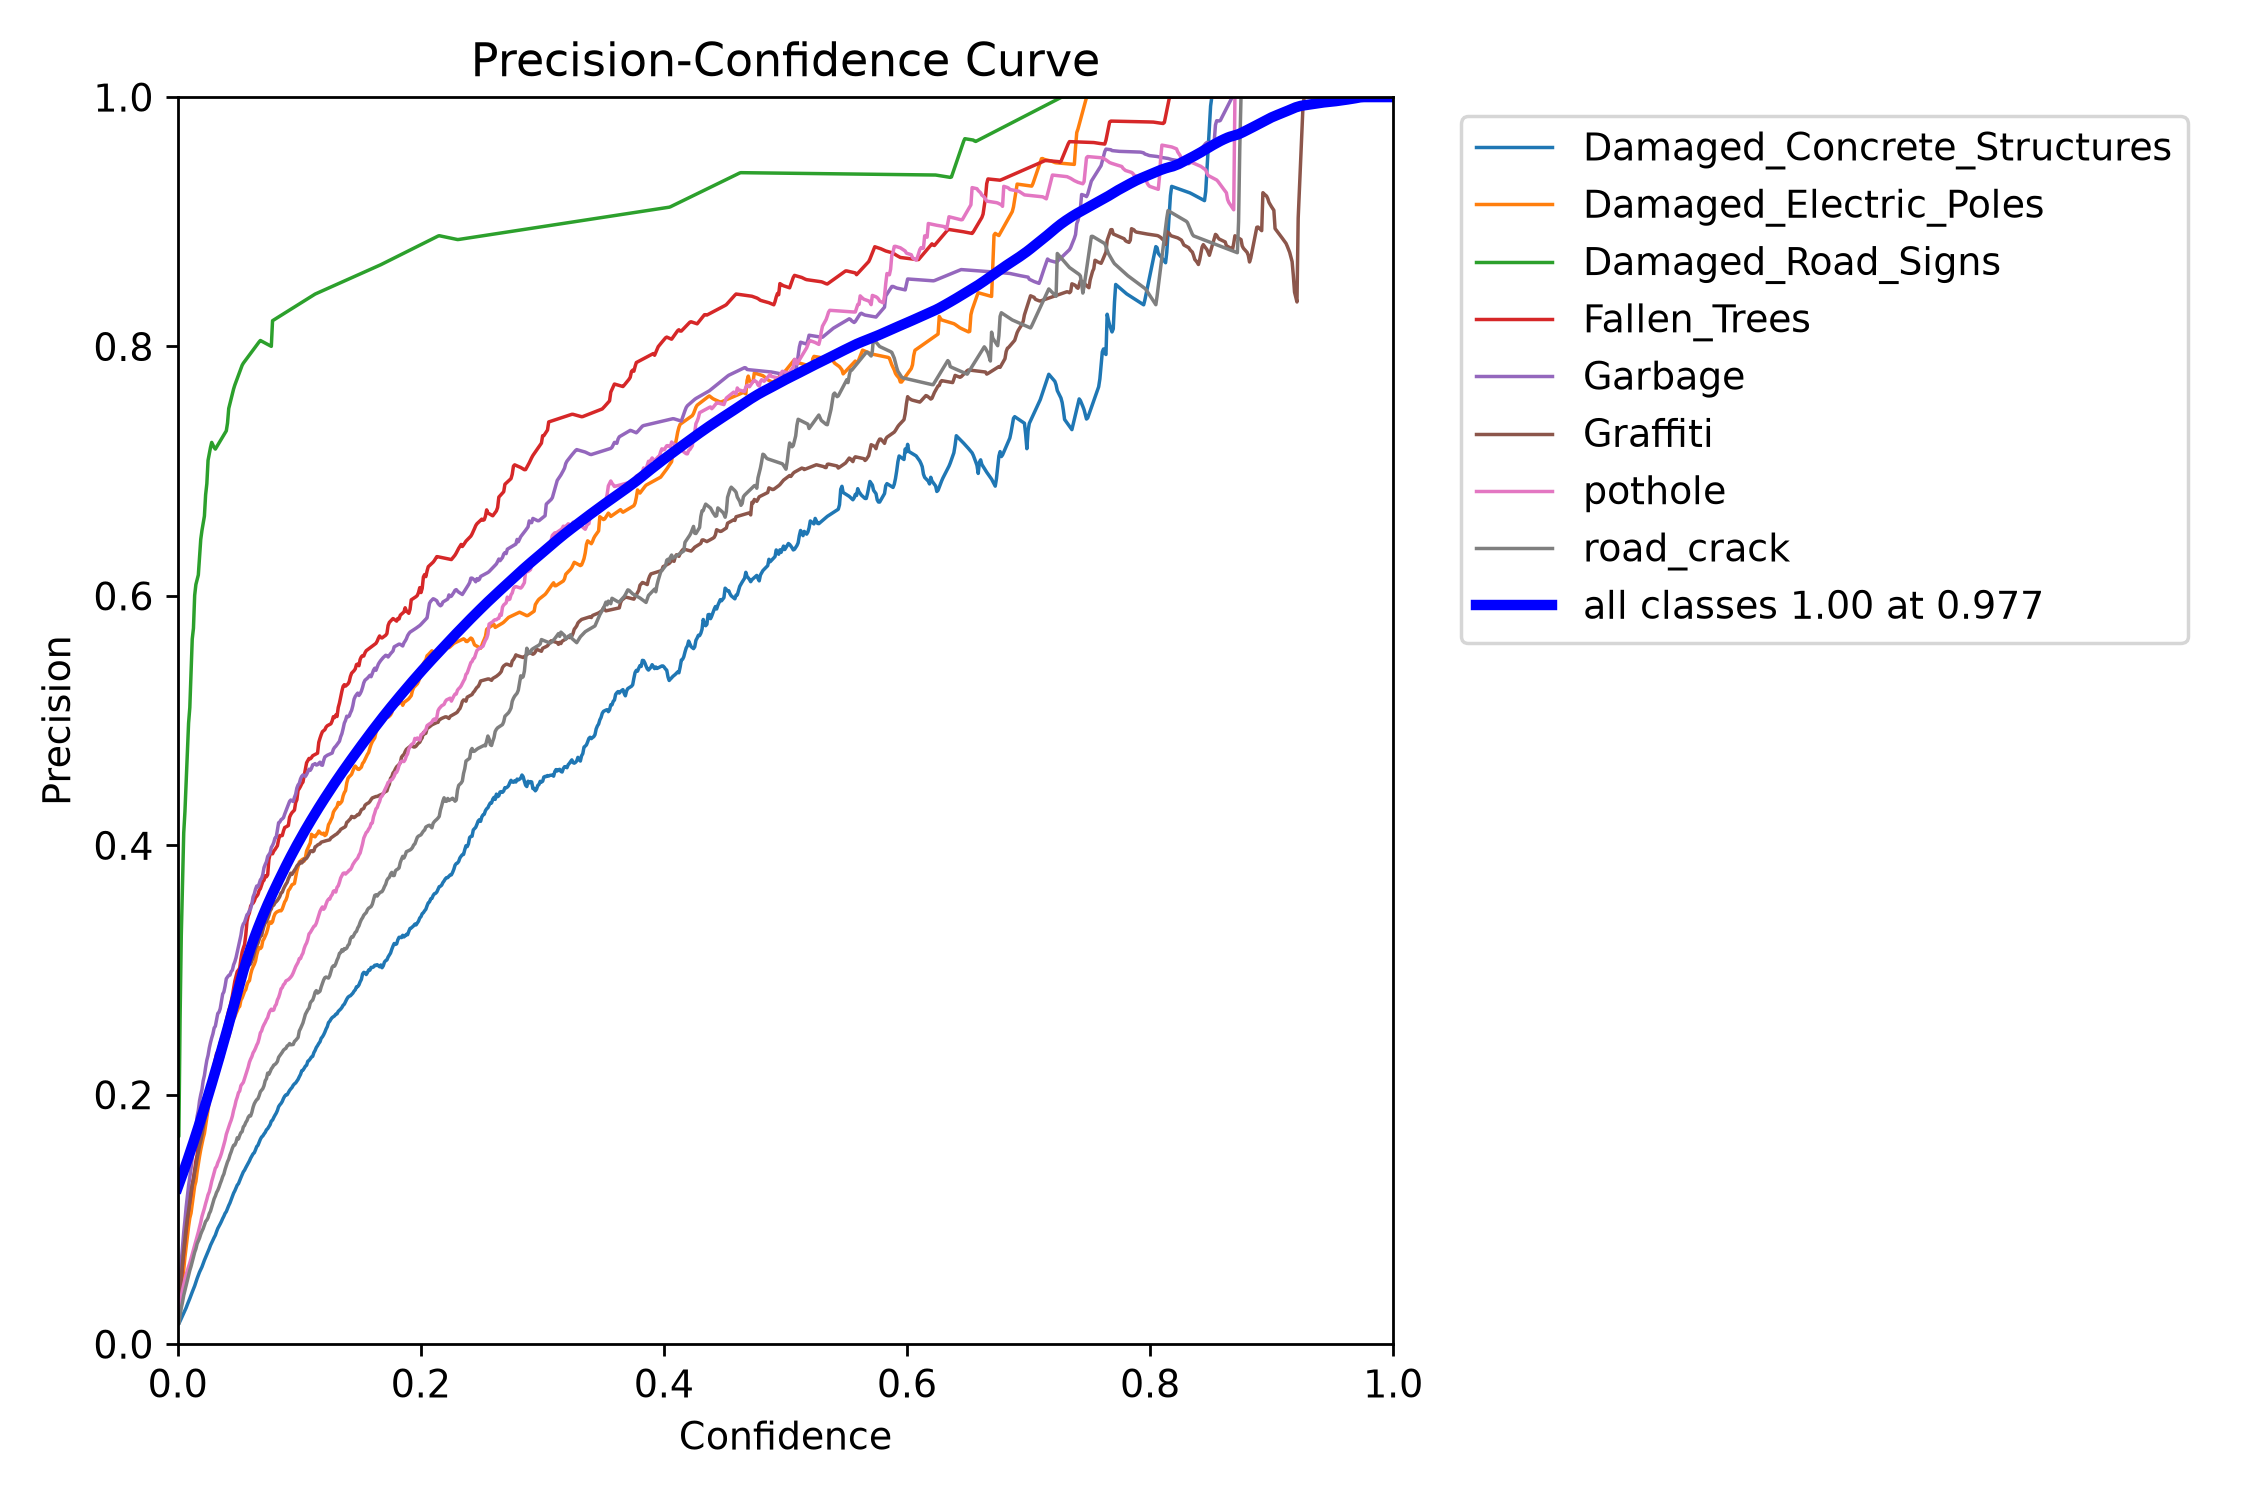 Precision-Confidence Curve
1.0
0.8
0.6
0.4
0.2
0.0
Precision
0.0 0.2 0.4 0.6 0.8 1.0
Confidence
Damaged_Concrete_Structures
Damaged_Electric_Poles
Damaged_Road_Signs
Fallen_Trees
Garbage
Graffiti
pothole
road_crack
all classes 1.00 at 0.977